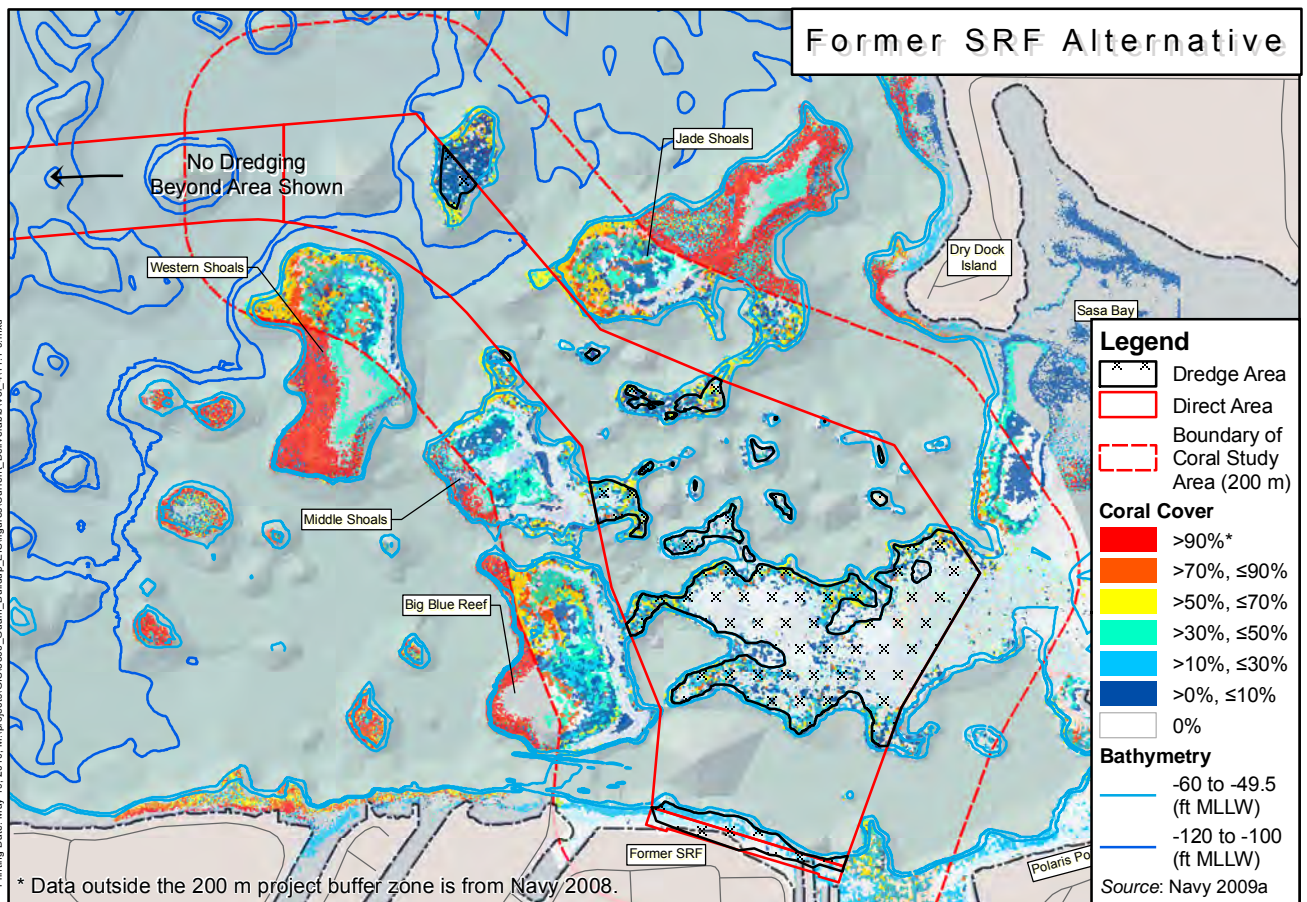 Former SRF Alternative
Jade Shoals
No Dredging
Beyond Area Shown
Western Shoals
Dry Dock
Island
Sasa Bay
Middle Shoals
Big Blue Reef
Former SRF
Polaris Po
* Data outside the 200 m project buffer zone is from Navy 2008.
Legend
Dredge Area
Direct Area
Boundary of
Coral Study
Area (200 m)
Coral Cover
>90%*
>70%, ≤90%
>50%, ≤70%
>30%, ≤50%
>10%, ≤30%
>0%, ≤10%
0%
Bathymetry
-60 to -49.5
(ft MLLW)
-120 to -100
(ft MLLW)
Source: Navy 2009a